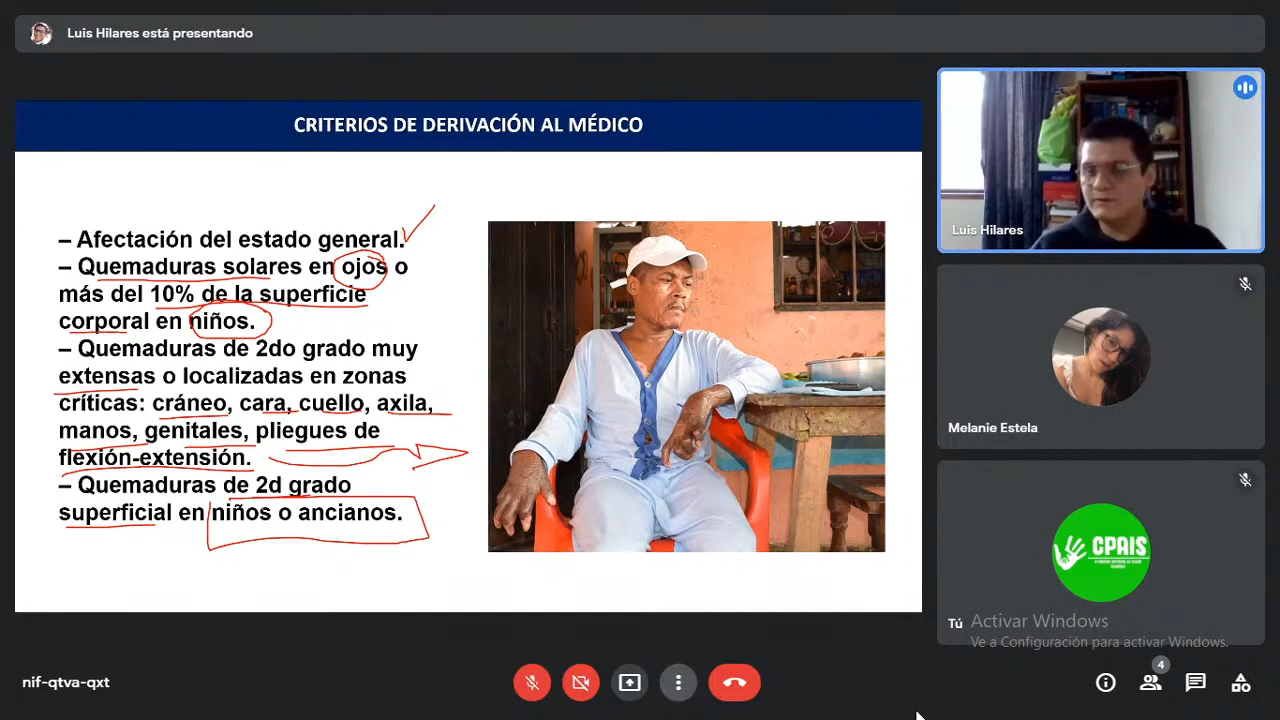 Luis Hilares está presentando
CRITERIOS DE DERIVACIÓN AL MÉDICO
– Afectación del estado general.
– Quemaduras solares en ojos o
más del 10% de la superficie
corporal en niños.
– Quemaduras de 2do grado muy
extensas o localizadas en zonas
críticas: cráneo, cara, cuello, axila,
manos, genitales, pliegues de
flexión-extensión.
– Quemaduras de 2d grado
superficial en niños o ancianos.
Luis Hilares
Melanie Estela
CPAIS
Tú
Activar Windows
Ve a Configuración para activar Windows.
nif-qtva-qxt
4